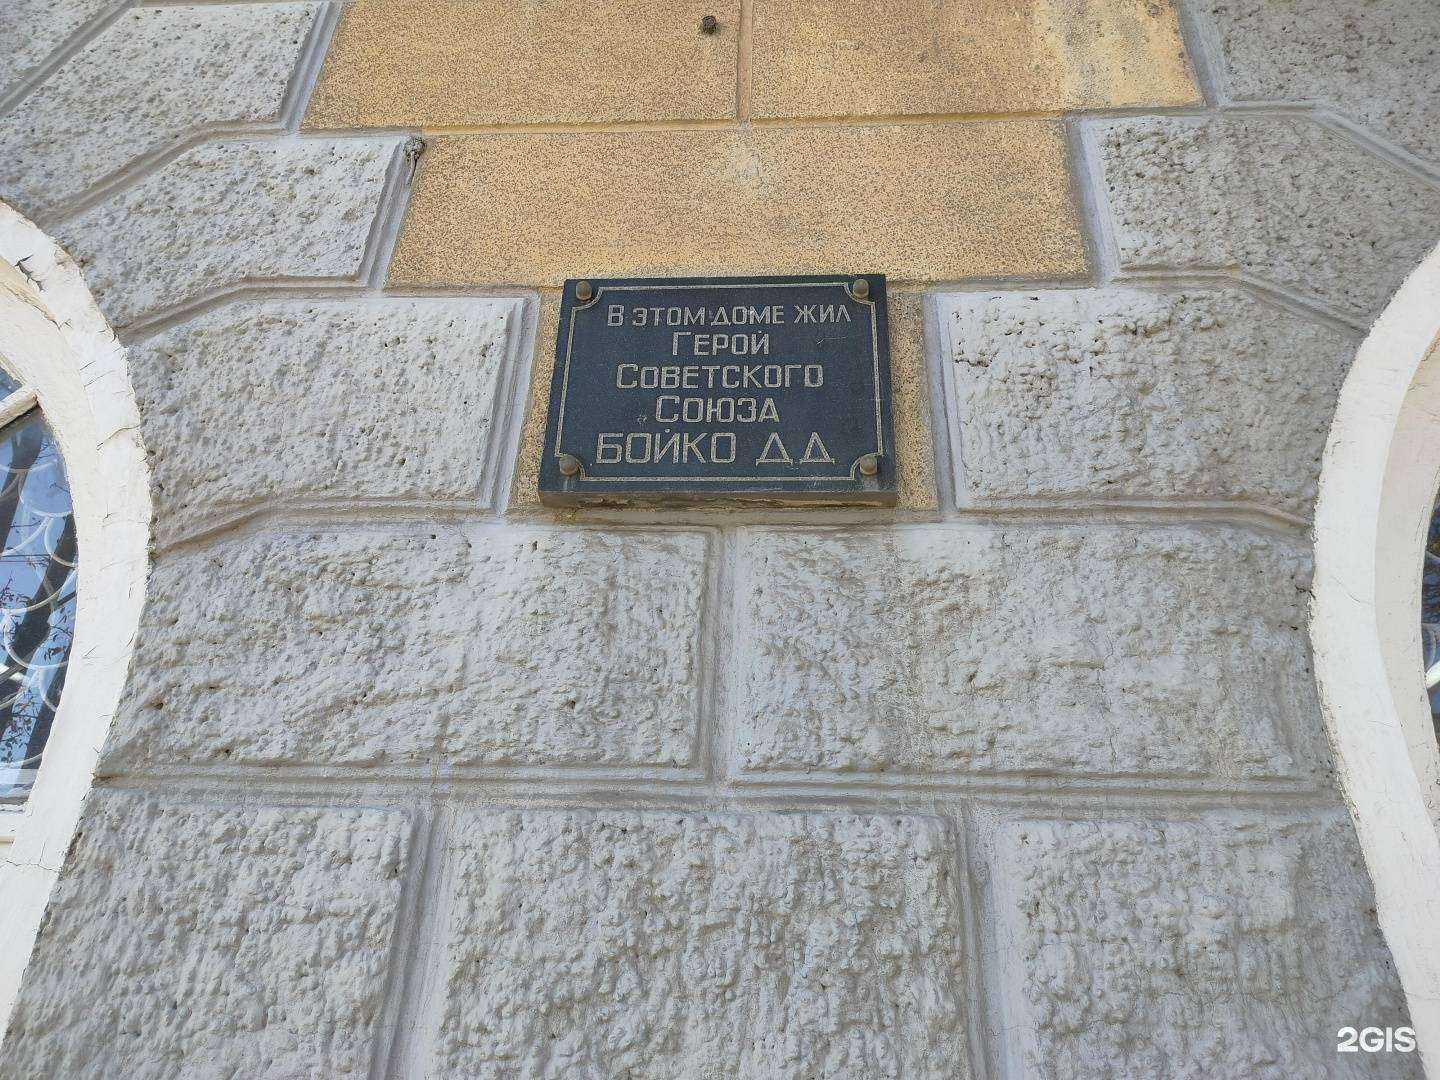 В ЭТОМ ДОМЕ ЖИЛ
ГЕРОЙ
СОВЕТСКОГО
СОЮЗА
БОЙКО Д Д
2GIS